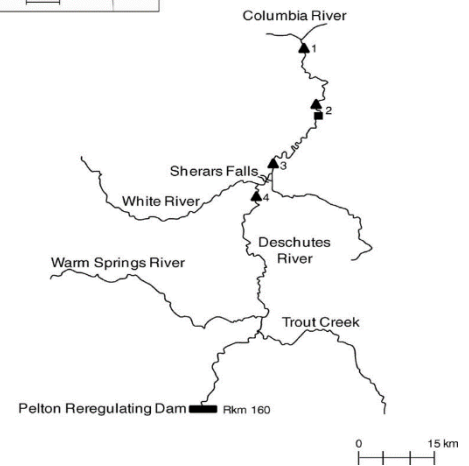 Columbia River
1
2
3
Sherars Falls
4
White River
Deschutes
River
Warm Springs River
Trout Creek
Pelton Reregulating Dam Rkm 160
0 15 km